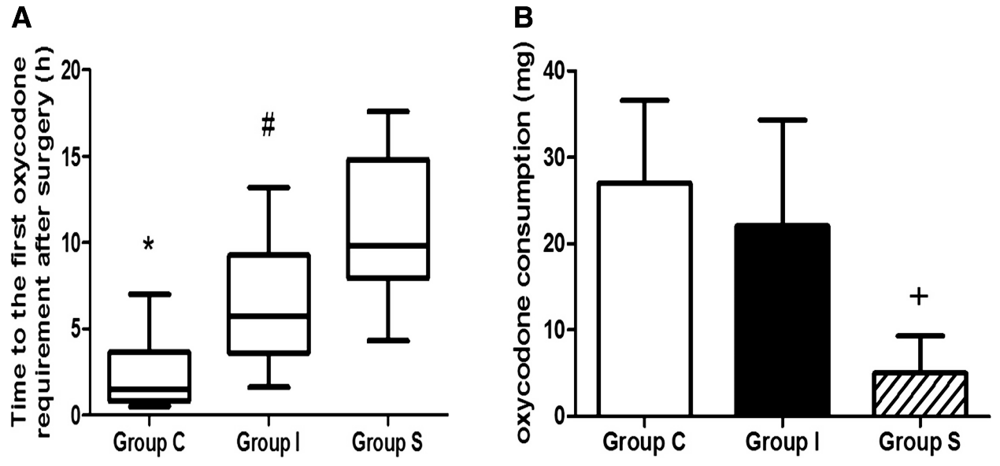 A
Time to the first oxycodone
requirement after surgery (h)
20
15
10
5
0
*
#
Group C
Group I
Group S
B
oxycodone consumption (mg)
40
30
20
10
0
+
Group C
Group I
Group S